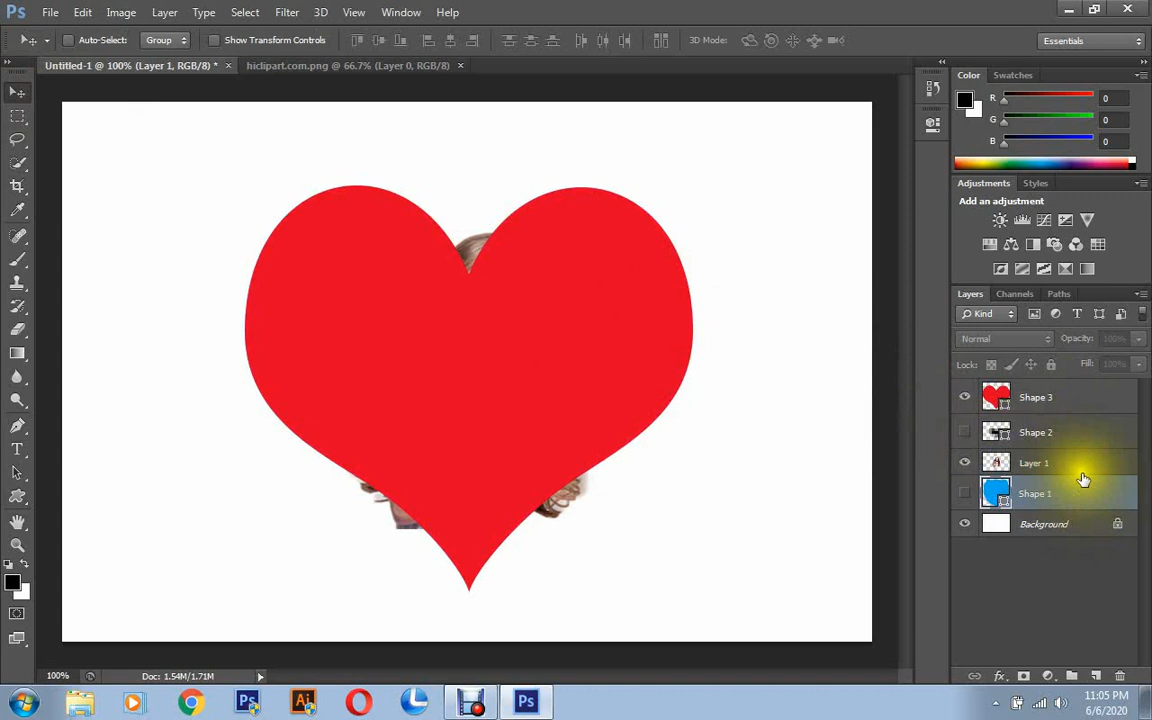 Ps File Edit Image Layer Type Select Filter 3D View Window Help
Auto-Select: Group Show Transform Controls 3D Mode: Essentials
Untitled-1 @ 100% (Layer 1, RGB/8) * × hiclipart.com.png @ 66.7% (Layer 0, RGB/8) ×
Color Swatches
R 0
G 0
B 0
Adjustments Styles
Add an adjustment
Layers Channels Paths
Kind
Normal Opacity: 100%
Lock: Fill: 100%
Shape 3
Shape 2
Layer 1
Shape 1
Background
100% Doc: 1.54M/1.71M
Ps Ai Ps
11:05 PM
6/6/2020